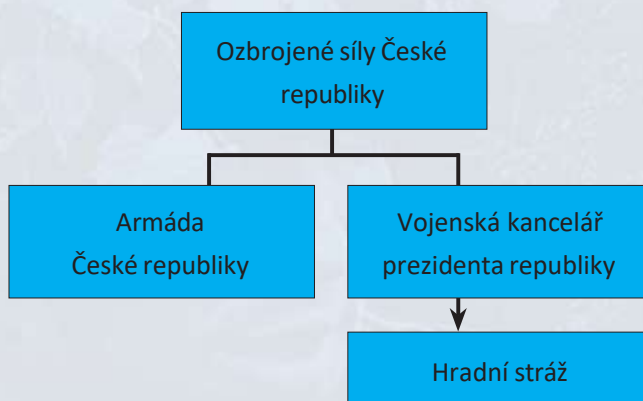 Ozbrojené síly České
republiky
Armáda
České republiky
Vojenská kancelář
prezidenta republiky
Hradní stráž